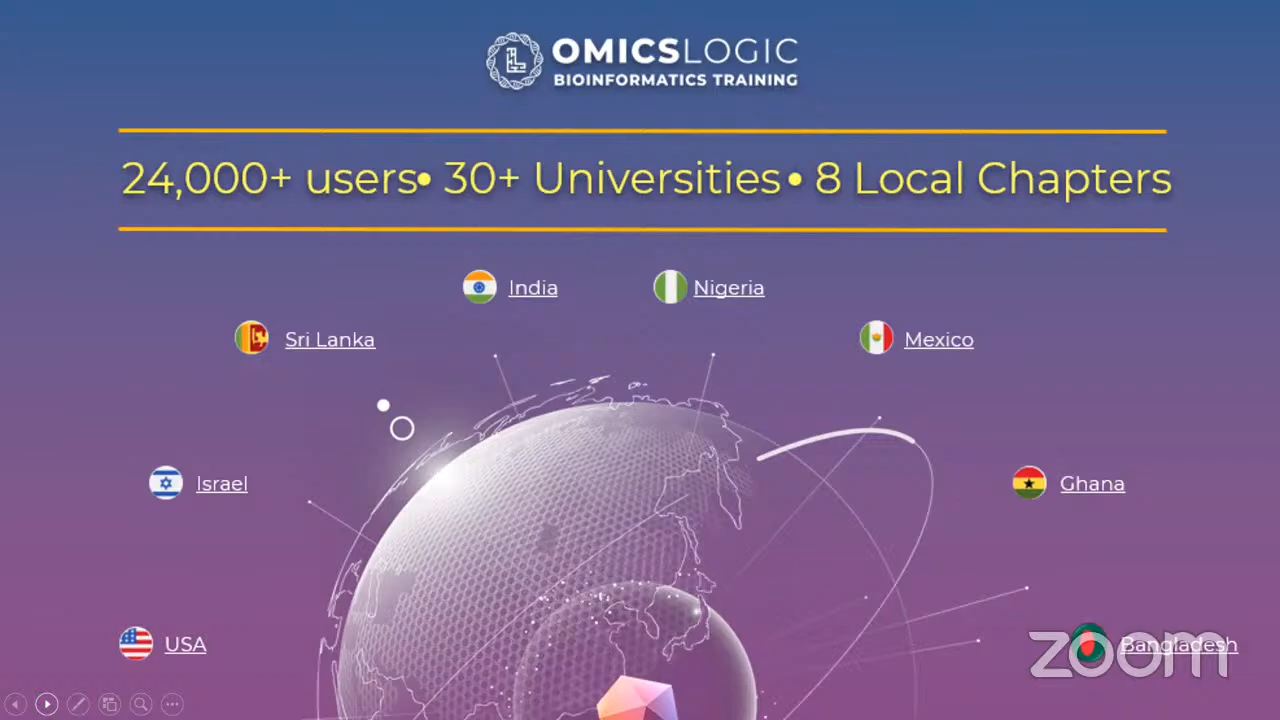 OMICSLOGIC
BIOINFORMATICS TRAINING
24,000+ users• 30+ Universities • 8 Local Chapters
India
Nigeria
Sri Lanka
Mexico
Israel
Ghana
USA
Bangladesh
zoom